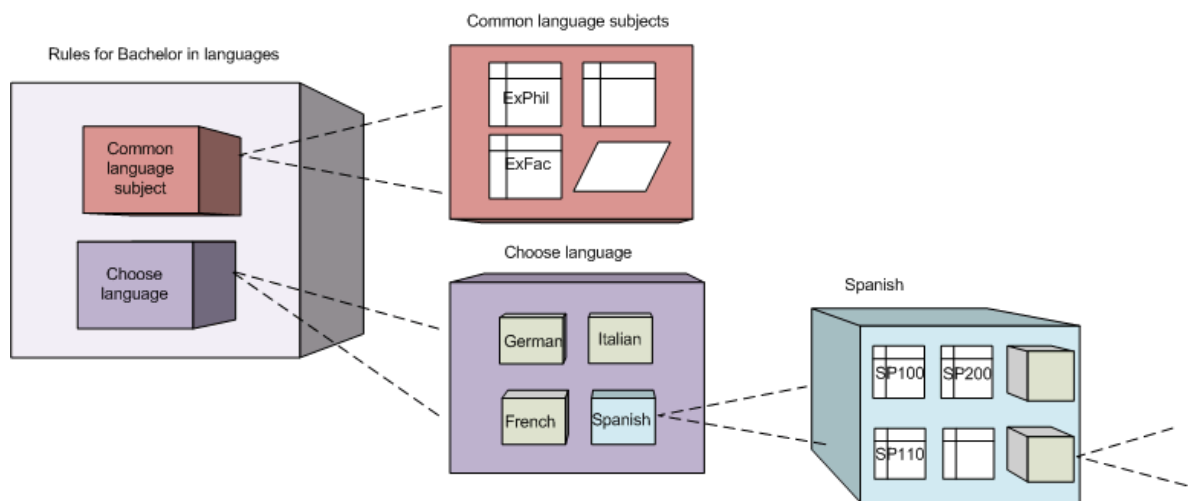 Common language subjects
Rules for Bachelor in languages
ExPhil
Common
language
subject
ExFac
Choose language
Choose
language
Spanish
German
Italian
SP100
SP200
French
Spanish
SP110